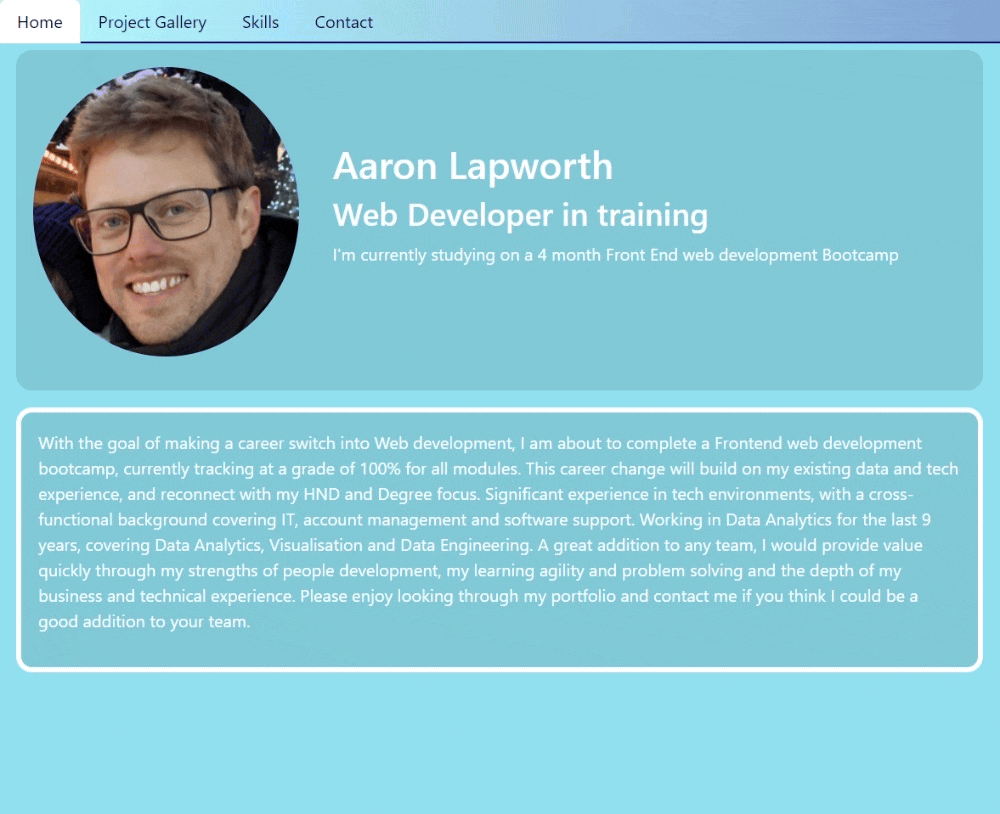 Home Project Gallery Skills Contact
Aaron Lapworth
Web Developer in training
I'm currently studying on a 4 month Front End web development Bootcamp
With the goal of making a career switch into Web development, I am about to complete a Frontend web development
bootcamp, currently tracking at a grade of 100% for all modules. This career change will build on my existing data and tech
experience, and reconnect with my HND and Degree focus. Significant experience in tech environments, with a cross-
functional background covering IT, account management and software support. Working in Data Analytics for the last 9
years, covering Data Analytics, Visualisation and Data Engineering. A great addition to any team, I would provide value
quickly through my strengths of people development, my learning agility and problem solving and the depth of my
business and technical experience. Please enjoy looking through my portfolio and contact me if you think I could be a
good addition to your team.